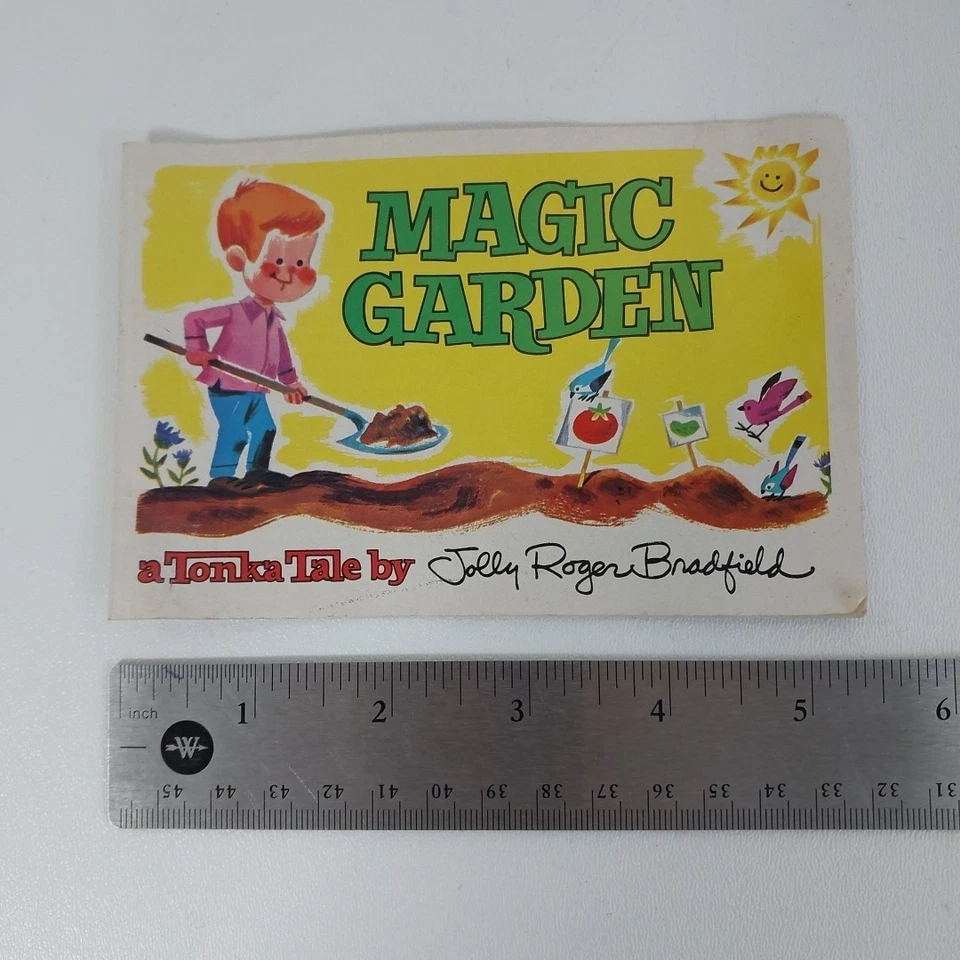 MAGIC
GARDEN
a Tonka Tale by Jolly Roger Bradfield
inch
1 2 3 4 5 6
W
45 44 43 42 41 40 39 38 37 36 35 34 33 32 31